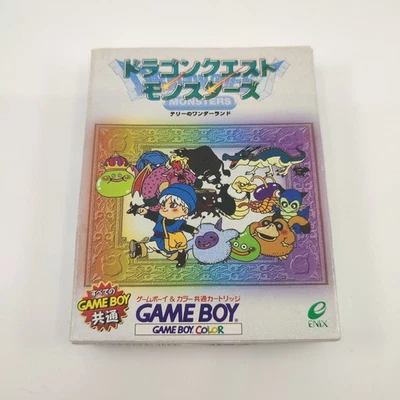 ドラゴンクエスト
モンスターズ
MONSTERS
テリーのワンダーランド
すべての
GAME BOY
共通
ゲームボーイ&カラー共通カートリッジ
GAME BOY
GAME BOY COLOR
ENIX